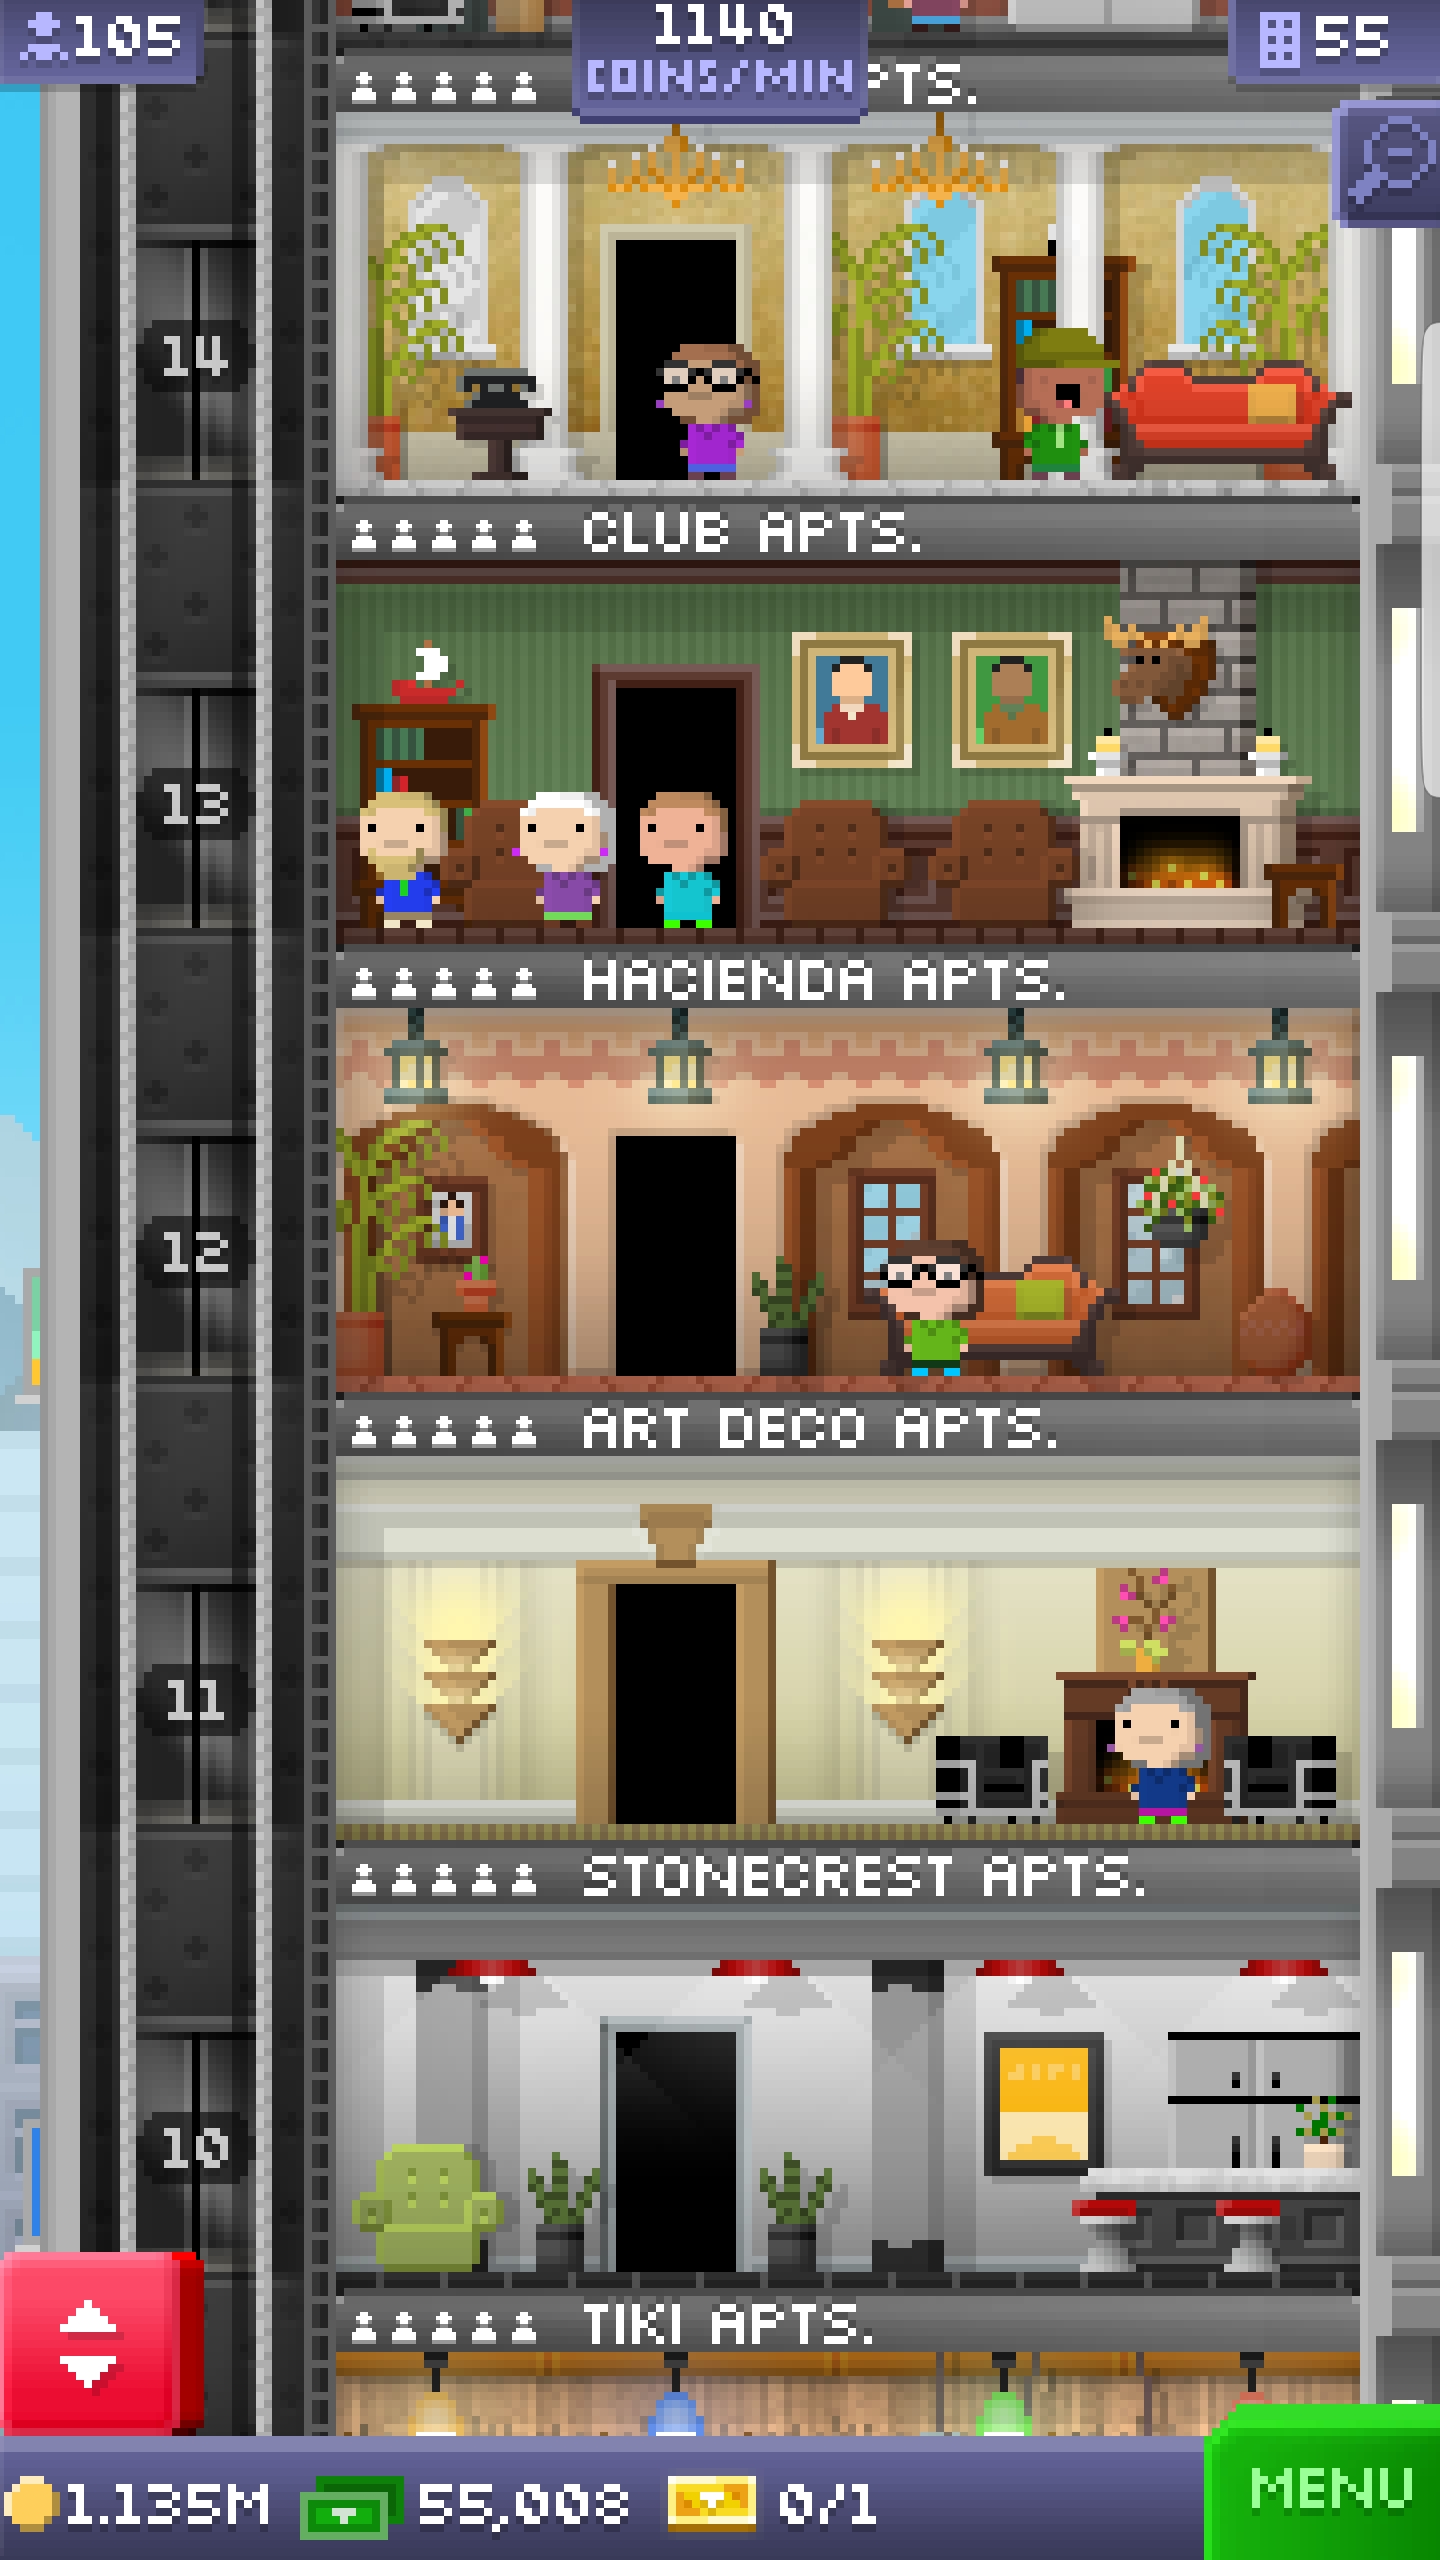 105
1140
COINS/MIN
55
PTS.
14
CLUB APTS.
13
HACIENDA APTS.
12
ART DECO APTS.
11
STONECREST APTS.
10
TIKI APTS.
1.135M
55,008
0/1
MENU